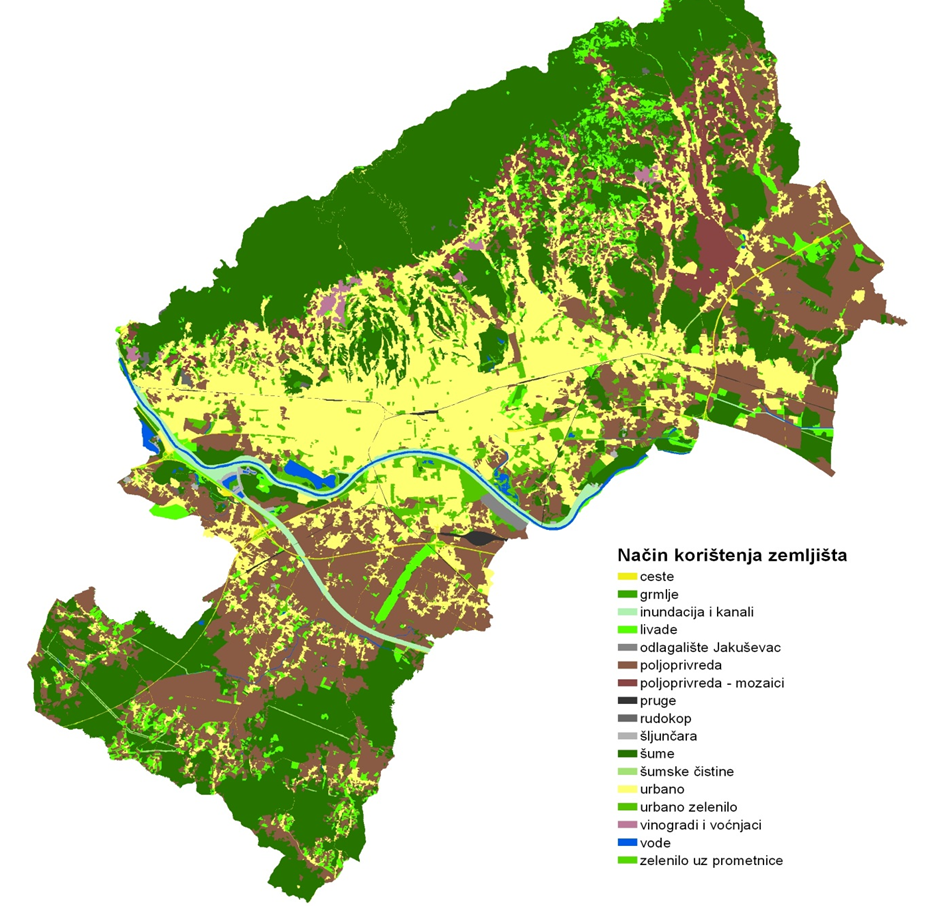 Način korištenja zemljišta
ceste
grmlje
inundacija i kanali
livade
odlagalište Jakuševac
poljoprivreda
poljoprivreda - mozaici
pruge
rudokop
šljunčara
šume
šumske čistine
urbano
urbano zelenilo
vinogradi i voćnjaci
vode
zelenilo uz prometnice